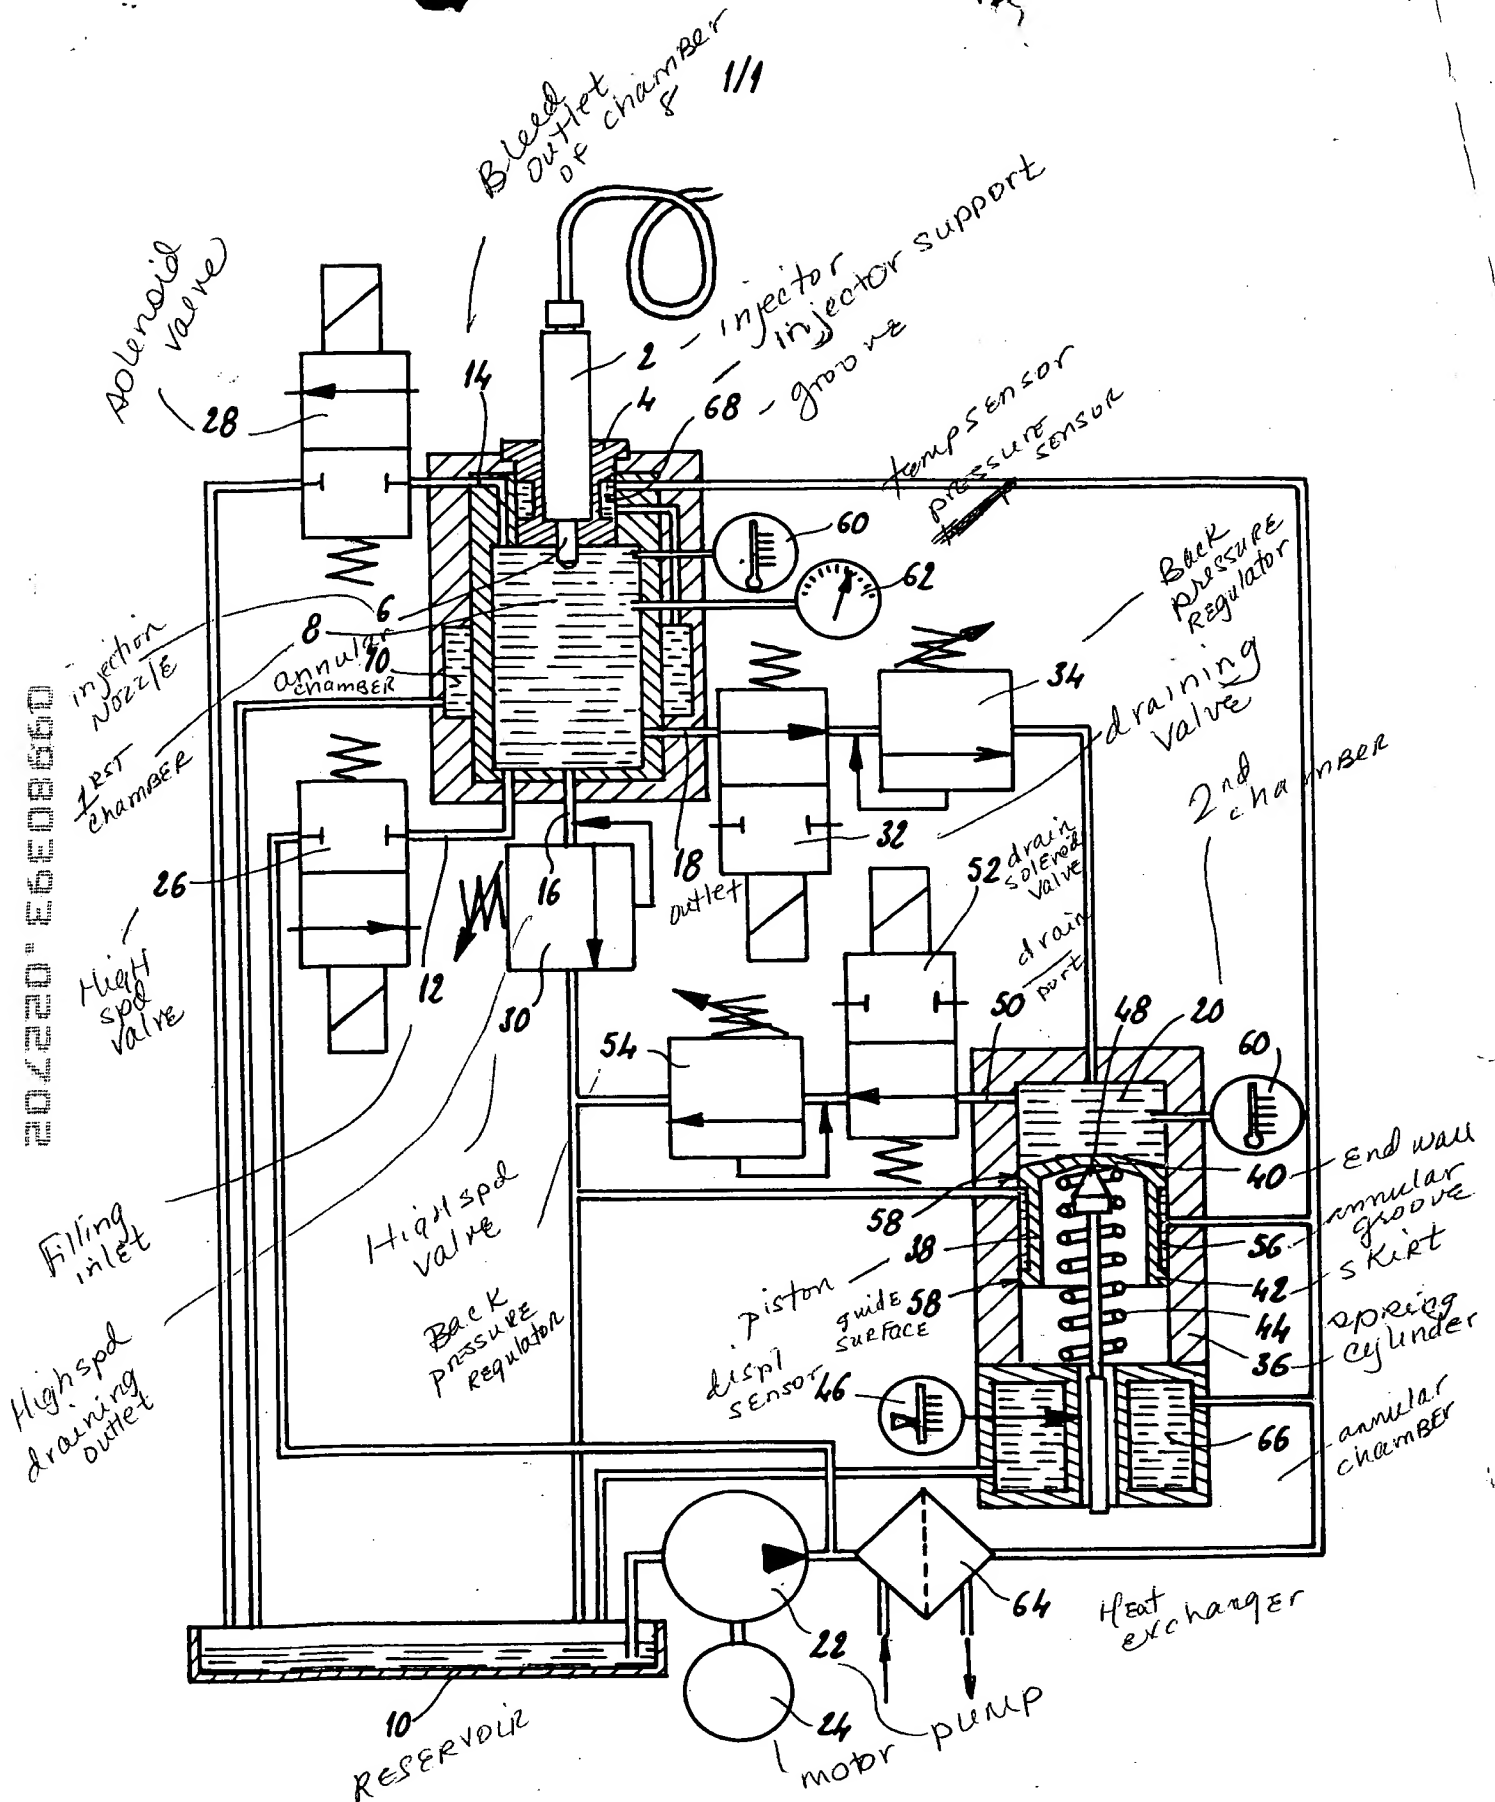 1/1
Bleed
outlet
of chamber
8
solenoid
valve
injector
injector support
groove
2
14
4
68
28
temp sensor
pressure
sensor
60
62
Back
pressure
Regulator
6
8
injection
Nozzle
annular
chamber
70
34
draining
valve
1RST
chamber
2nd
chamber
32
18
outlet
drain
solenoid
valve
52
26
16
High
spd
valve
12
30
drain
port
50
48
20
60
54
20/227050.09980393
Filling
inlet
High spd
valve
58
38
40
End wall
annular
groove
56
skirt
42
piston
guide
surface
58
44
spring
36
cylinder
Back
pressure
regulator
High spd
draining
outlet
displ
sensor
46
66
annular
chamber
64
Heat
exchanger
22
10
RESERVOIR
24
pump
motor